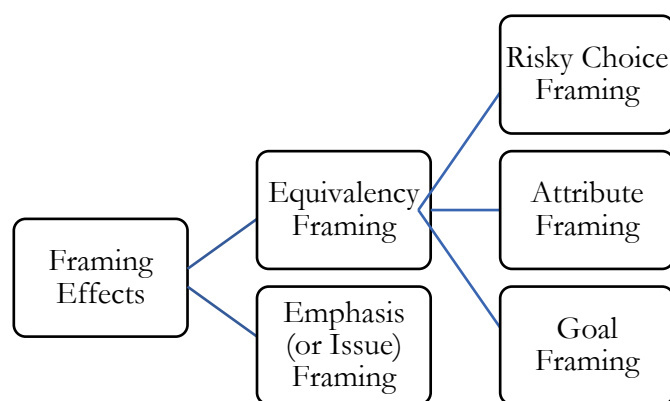 Framing
Effects
Equivalency
Framing
Emphasis
(or Issue)
Framing
Risky Choice
Framing
Attribute
Framing
Goal
Framing